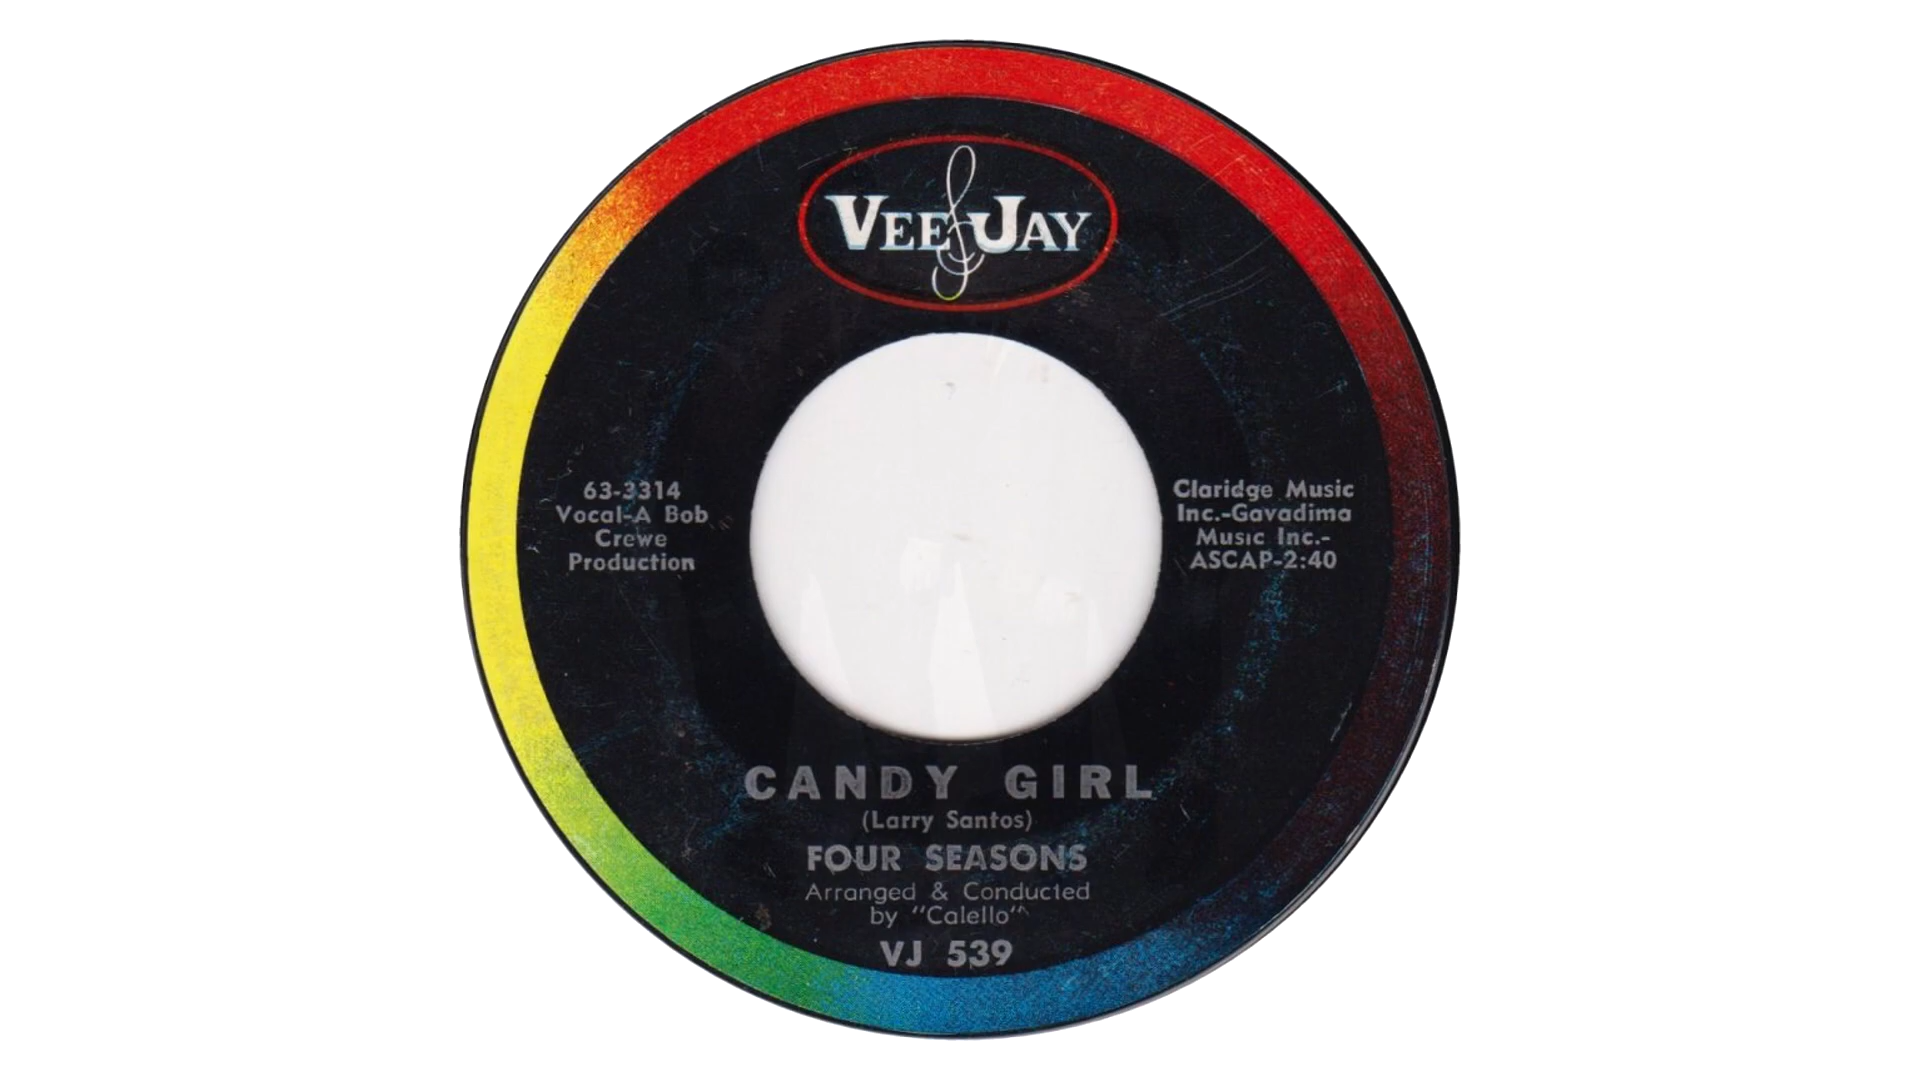 VEE JAY
63-3314
Vocal-A Bob
Crewe
Production
Claridge Music
Inc.-Gavadima
Music Inc.-
ASCAP-2:40
CANDY GIRL
(Larry Santos)
FOUR SEASONS
Arranged & Conducted
by "Calello"
VJ 539